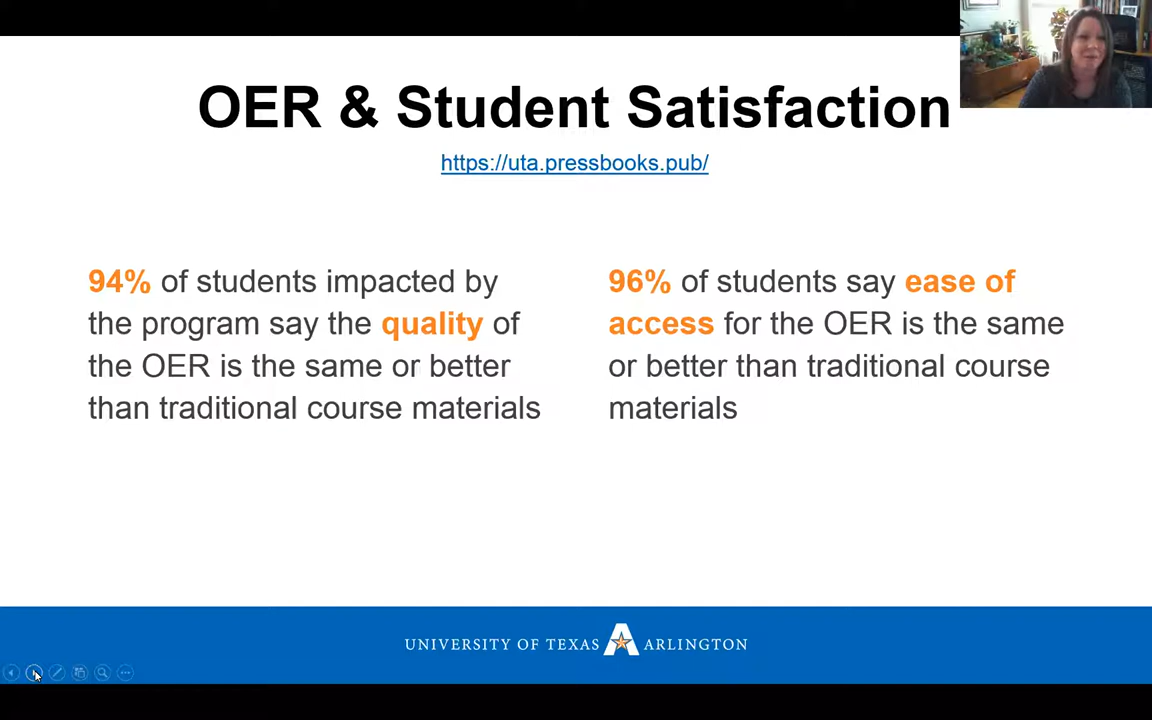 OER & Student Satisfaction
https://uta.pressbooks.pub/
94% of students impacted by
the program say the quality of
the OER is the same or better
than traditional course materials
96% of students say ease of
access for the OER is the same
or better than traditional course
materials
UNIVERSITY OF TEXAS A ARLINGTON